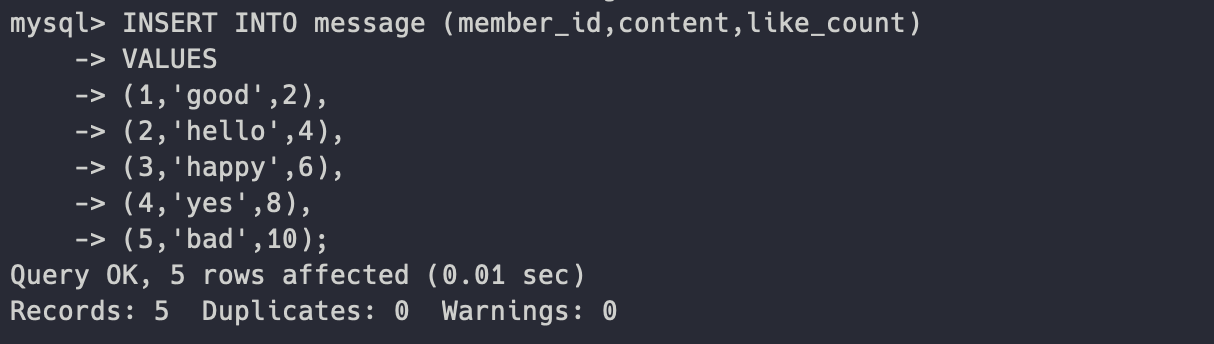 mysql> INSERT INTO message (member_id,content,like_count)
    -> VALUES
    -> (1,'good',2),
    -> (2,'hello',4),
    -> (3,'happy',6),
    -> (4,'yes',8),
    -> (5,'bad',10);
Query OK, 5 rows affected (0.01 sec)
Records: 5  Duplicates: 0  Warnings: 0